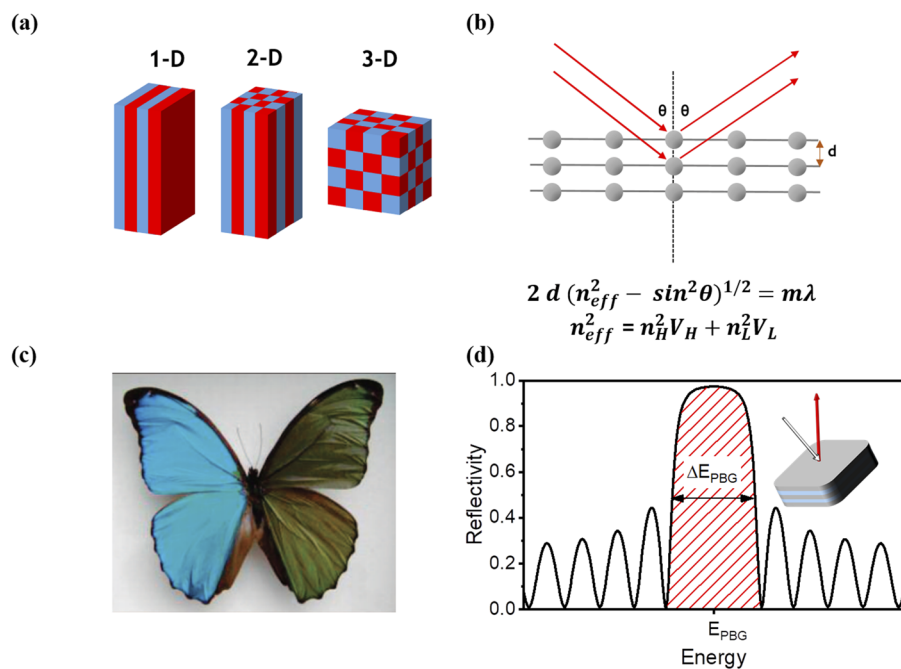 (a)
1-D 2-D 3-D
(b)
θ θ
d
2 d (n²eff − sin²θ)^1/2 = mλ
n²eff = n²H VH + n²L VL
(c)
(d)
1.0
0.8
0.6
0.4
0.2
0.0
Reflectivity
ΔEPBG
EPBG
Energy